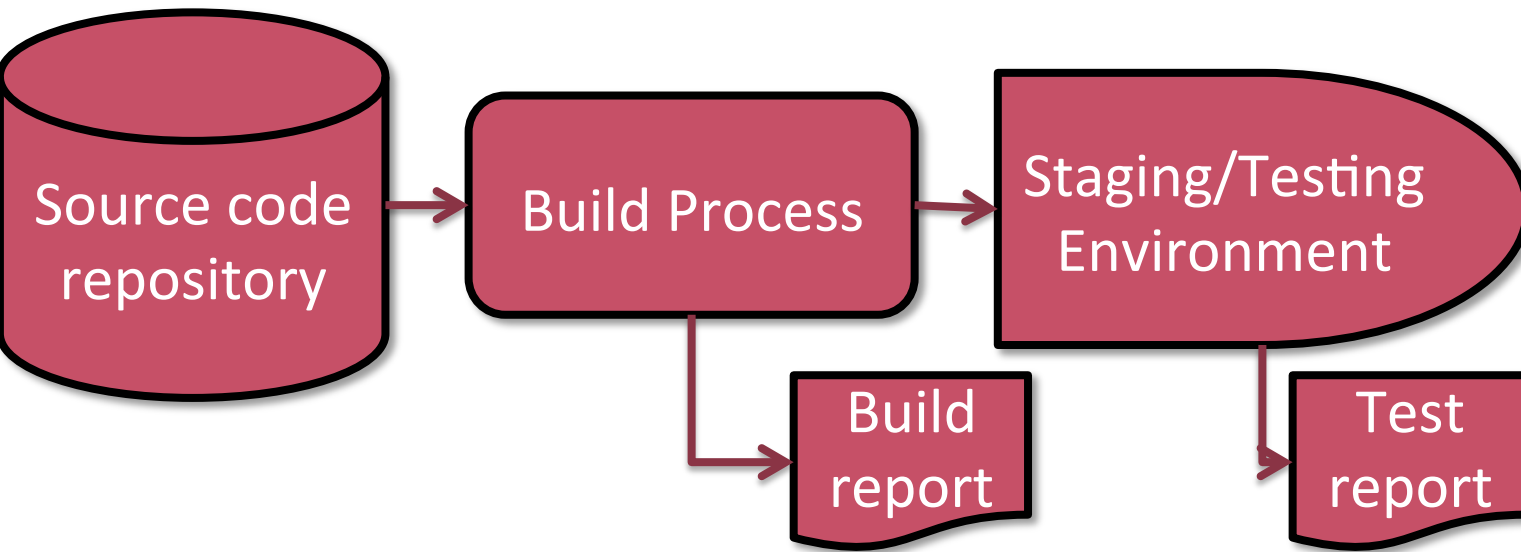 Source code
repository
Build Process
Staging/Testing
Environment
Build
report
Test
report